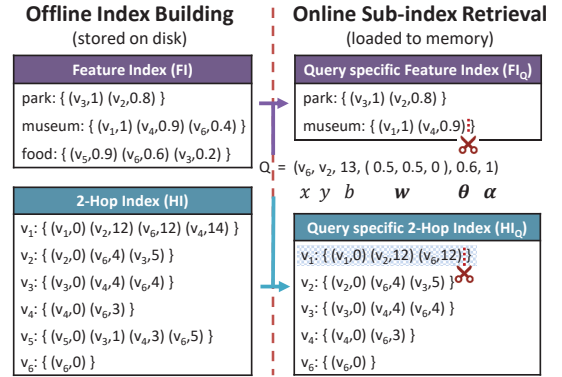 Offline Index Building
(stored on disk)
Feature Index (FI)
park: { (v3,1) (v2,0.8) }
museum: { (v1,1) (v4,0.9) (v6,0.4) }
food: { (v5,0.9) (v6,0.6) (v3,0.2) }
2-Hop Index (HI)
v1: { (v1,0) (v2,12) (v6,12) (v4,14) }
v2: { (v2,0) (v6,4) (v3,5) }
v3: { (v3,0) (v4,4) (v6,4) }
v4: { (v4,0) (v6,3) }
v5: { (v5,0) (v3,1) (v4,3) (v6,5) }
v6: { (v6,0) }
Online Sub-index Retrieval
(loaded to memory)
Query specific Feature Index (FIQ)
park: { (v3,1) (v2,0.8) }
museum: { (v1,1) (v4,0.9) }
Q = (v6, v2, 13, ( 0.5, 0.5, 0 ), 0.6, 1)
x y b w θ α
Query specific 2-Hop Index (HIQ)
v1: { (v1,0) (v2,12) (v6,12) }
v2: { (v2,0) (v6,4) (v3,5) }
v3: { (v3,0) (v4,4) (v6,4) }
v4: { (v4,0) (v6,3) }
v6: { (v6,0) }